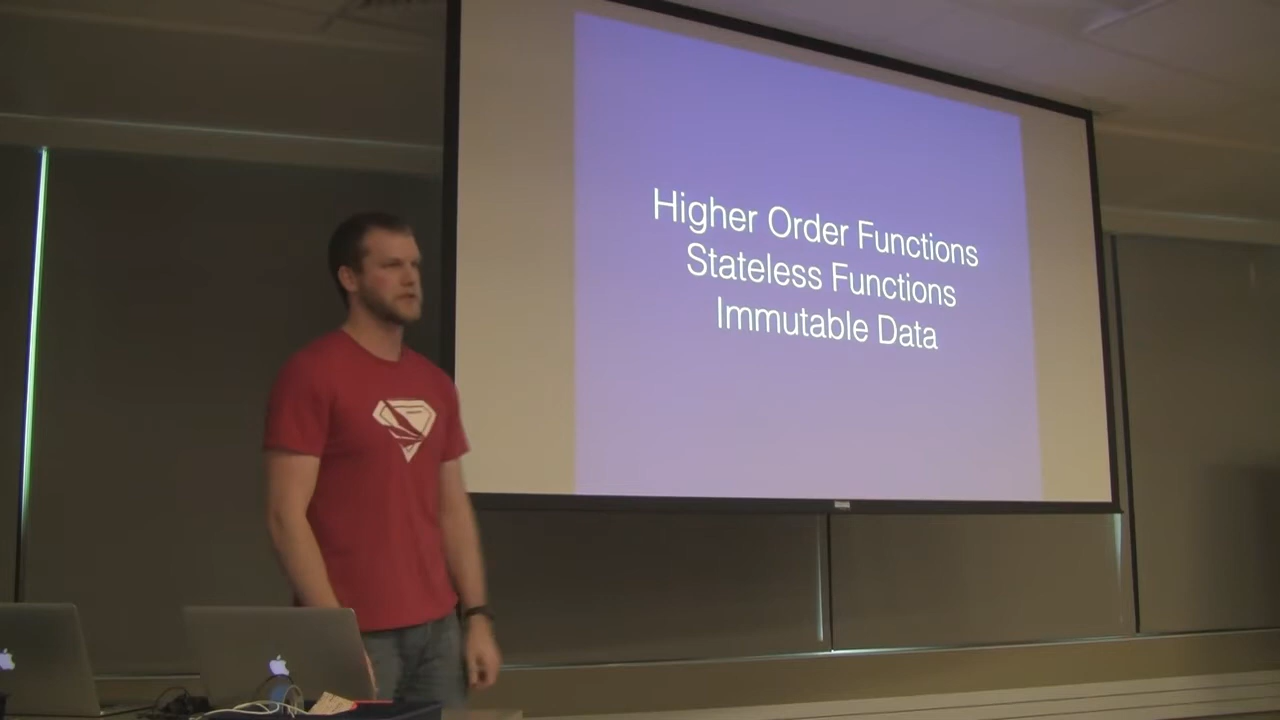 Higher Order Functions
Stateless Functions
Immutable Data